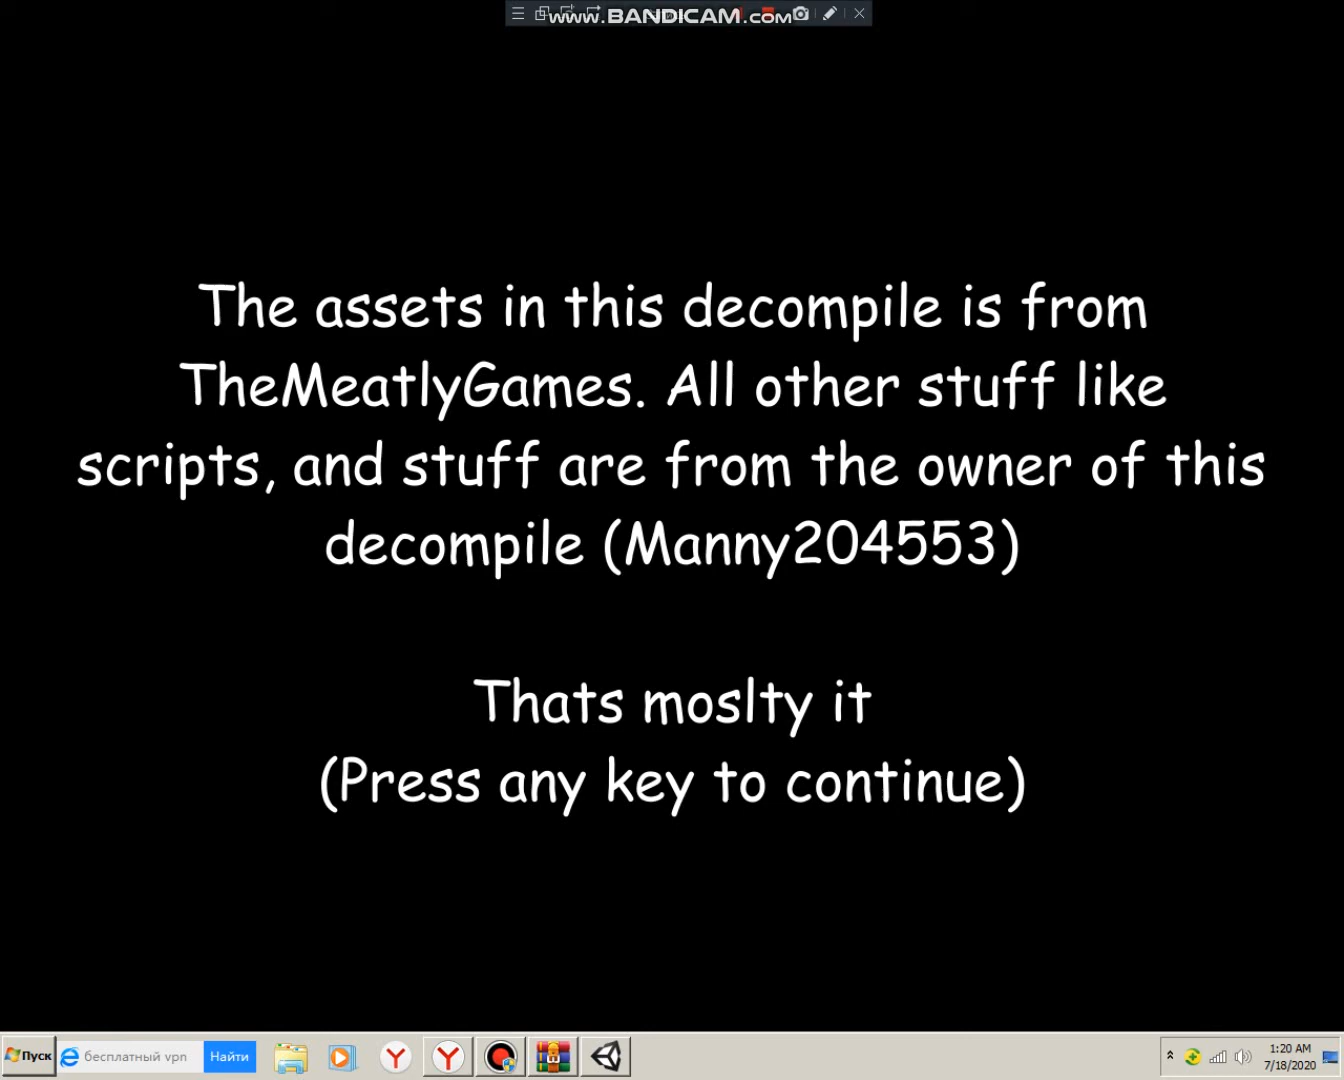 www.BANDICAM.com
The assets in this decompile is from
TheMeatlyGames. All other stuff like
scripts, and stuff are from the owner of this
decompile (Manny204553)
Thats moslty it
(Press any key to continue)
Пуск
бесплатный vpn
Найти
1:20 AM
7/18/2020